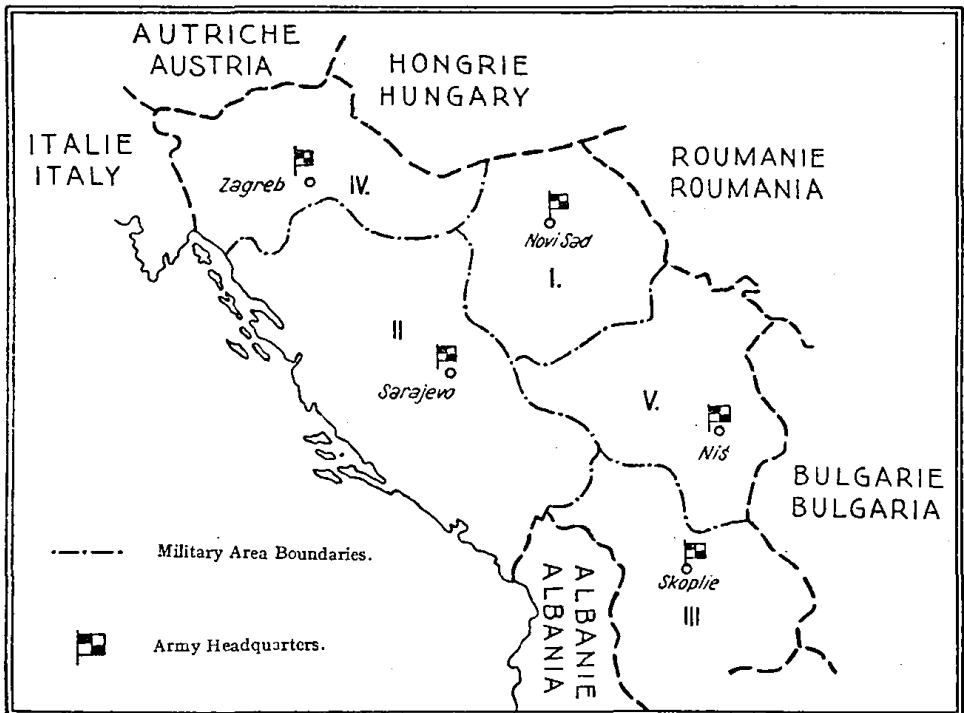 AUTRICHE
AUSTRIA
HONGRIE
HUNGARY
ITALIE
ITALY
ROUMANIE
ROUMANIA
Zagreb
IV.
Novi Sad
I.
II
Sarajevo
V.
Niš
BULGARIE
BULGARIA
Military Area Boundaries.
ALBANIE
ALBANIA
Skoplie
III
Army Headquarters.